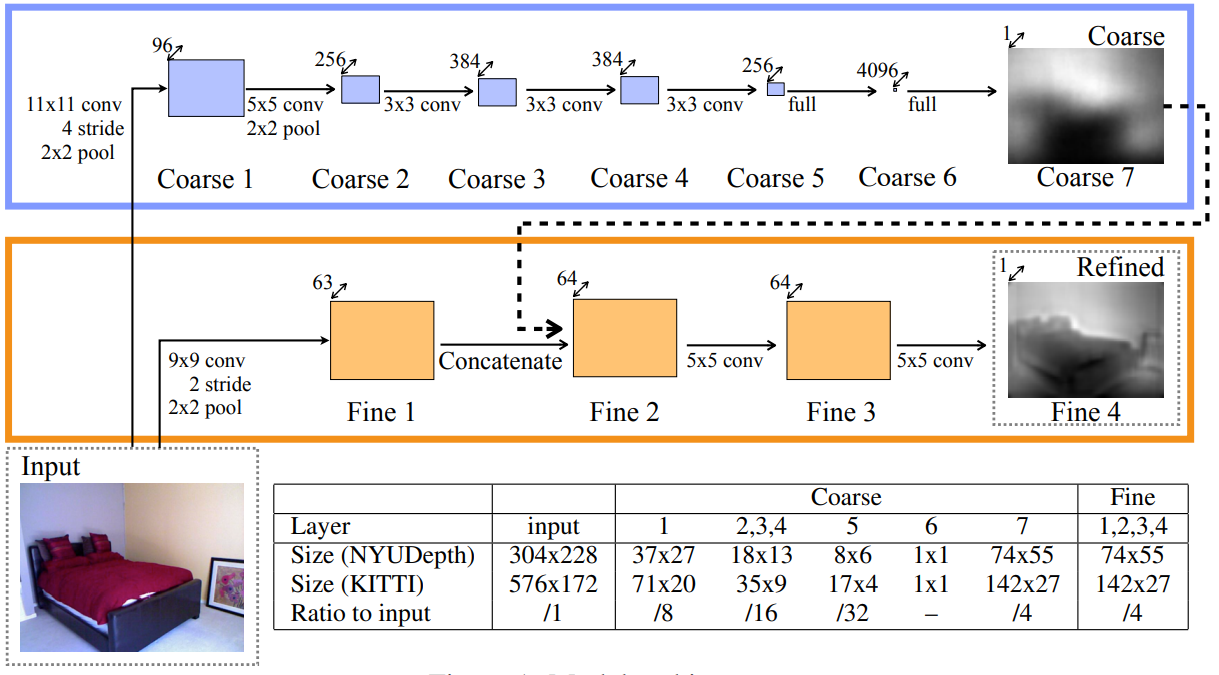 96
256
384
384
256
4096
1
Coarse
11x11 conv
4 stride
2x2 pool
5x5 conv
2x2 pool
3x3 conv
3x3 conv
3x3 conv
full
full
Coarse 1
Coarse 2
Coarse 3
Coarse 4
Coarse 5
Coarse 6
Coarse 7
63
64
64
1
Refined
9x9 conv
2 stride
2x2 pool
Concatenate
5x5 conv
5x5 conv
Fine 1
Fine 2
Fine 3
Fine 4
Input
Coarse Fine
Layer input 1 2,3,4 5 6 7 1,2,3,4
Size (NYUDepth) 304x228 37x27 18x13 8x6 1x1 74x55 74x55
Size (KITTI) 576x172 71x20 35x9 17x4 1x1 142x27 142x27
Ratio to input /1 /8 /16 /32 – /4 /4